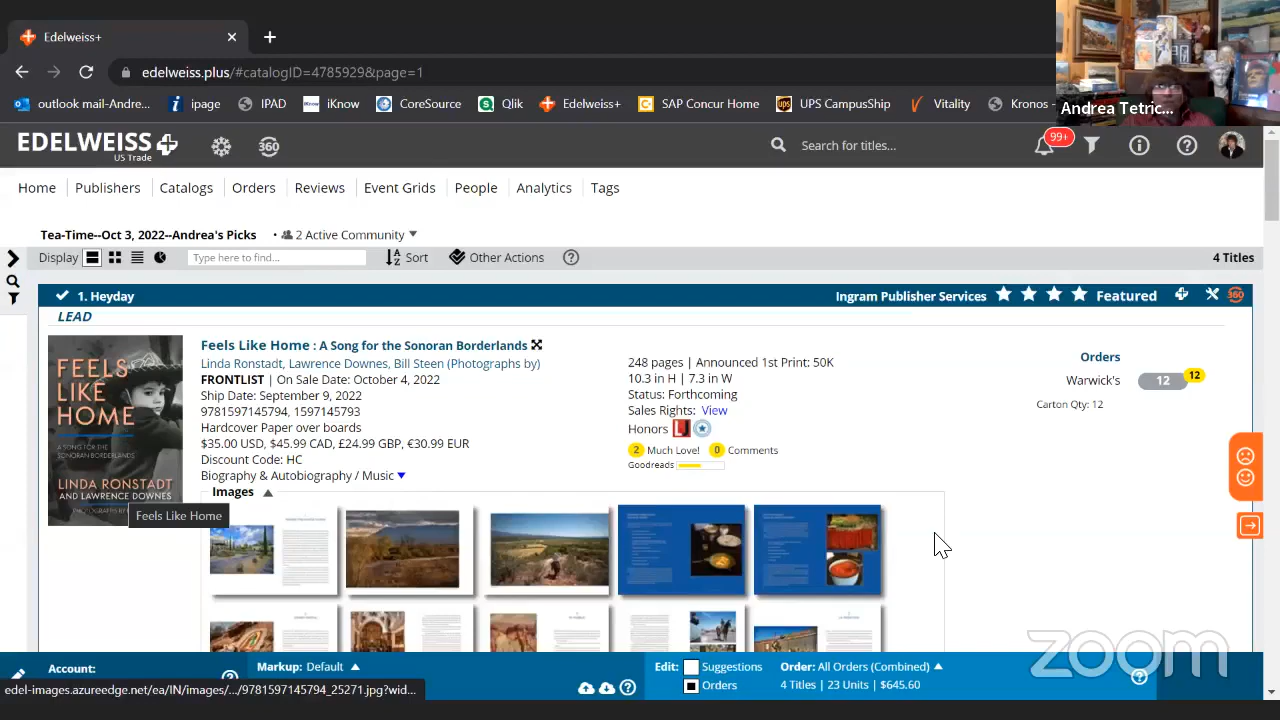 Edelweiss+
edelweiss.plus/#catalogID=4785929&page=1
outlook mail-Andre... ipage IPAD iKnow CoreSource Qlik Edelweiss+ SAP Concur Home UPS CampusShip Vitality Kronos
Andrea Tetric...
EDELWEISS
US Trade
360
Search for titles...
99+
Home Publishers Catalogs Orders Reviews Event Grids People Analytics Tags
Tea-Time--Oct 3, 2022--Andrea's Picks • 2 Active Community
Display Type here to find... Sort Other Actions 4 Titles
1. Heyday Ingram Publisher Services Featured 360
LEAD
FEELS
LIKE
HOME
A SONG FOR THE
SONORAN BORDERLANDS
LINDA RONSTADT
AND LAWRENCE DOWNES
Feels Like Home
Feels Like Home : A Song for the Sonoran Borderlands
Linda Ronstadt, Lawrence Downes, Bill Steen (Photographs by)
FRONTLIST | On Sale Date: October 4, 2022
Ship Date: September 9, 2022
9781597145794, 1597145793
Hardcover Paper over boards
$35.00 USD, $45.99 CAD, £24.99 GBP, €30.99 EUR
Discount Code: HC
Biography & Autobiography / Music
248 pages | Announced 1st Print: 50K
10.3 in H | 7.3 in W
Status: Forthcoming
Sales Rights: View
Honors
2 Much Love! 0 Comments
Goodreads
Orders
Warwick's 12 12
Carton Qty: 12
Images
zoom
Account:
Markup: Default
Edit: Suggestions
Orders
Order: All Orders (Combined)
4 Titles | 23 Units | $645.60
edel-images.azureedge.net/ea/IN/images/.../9781597145794_25271.jpg?wid...